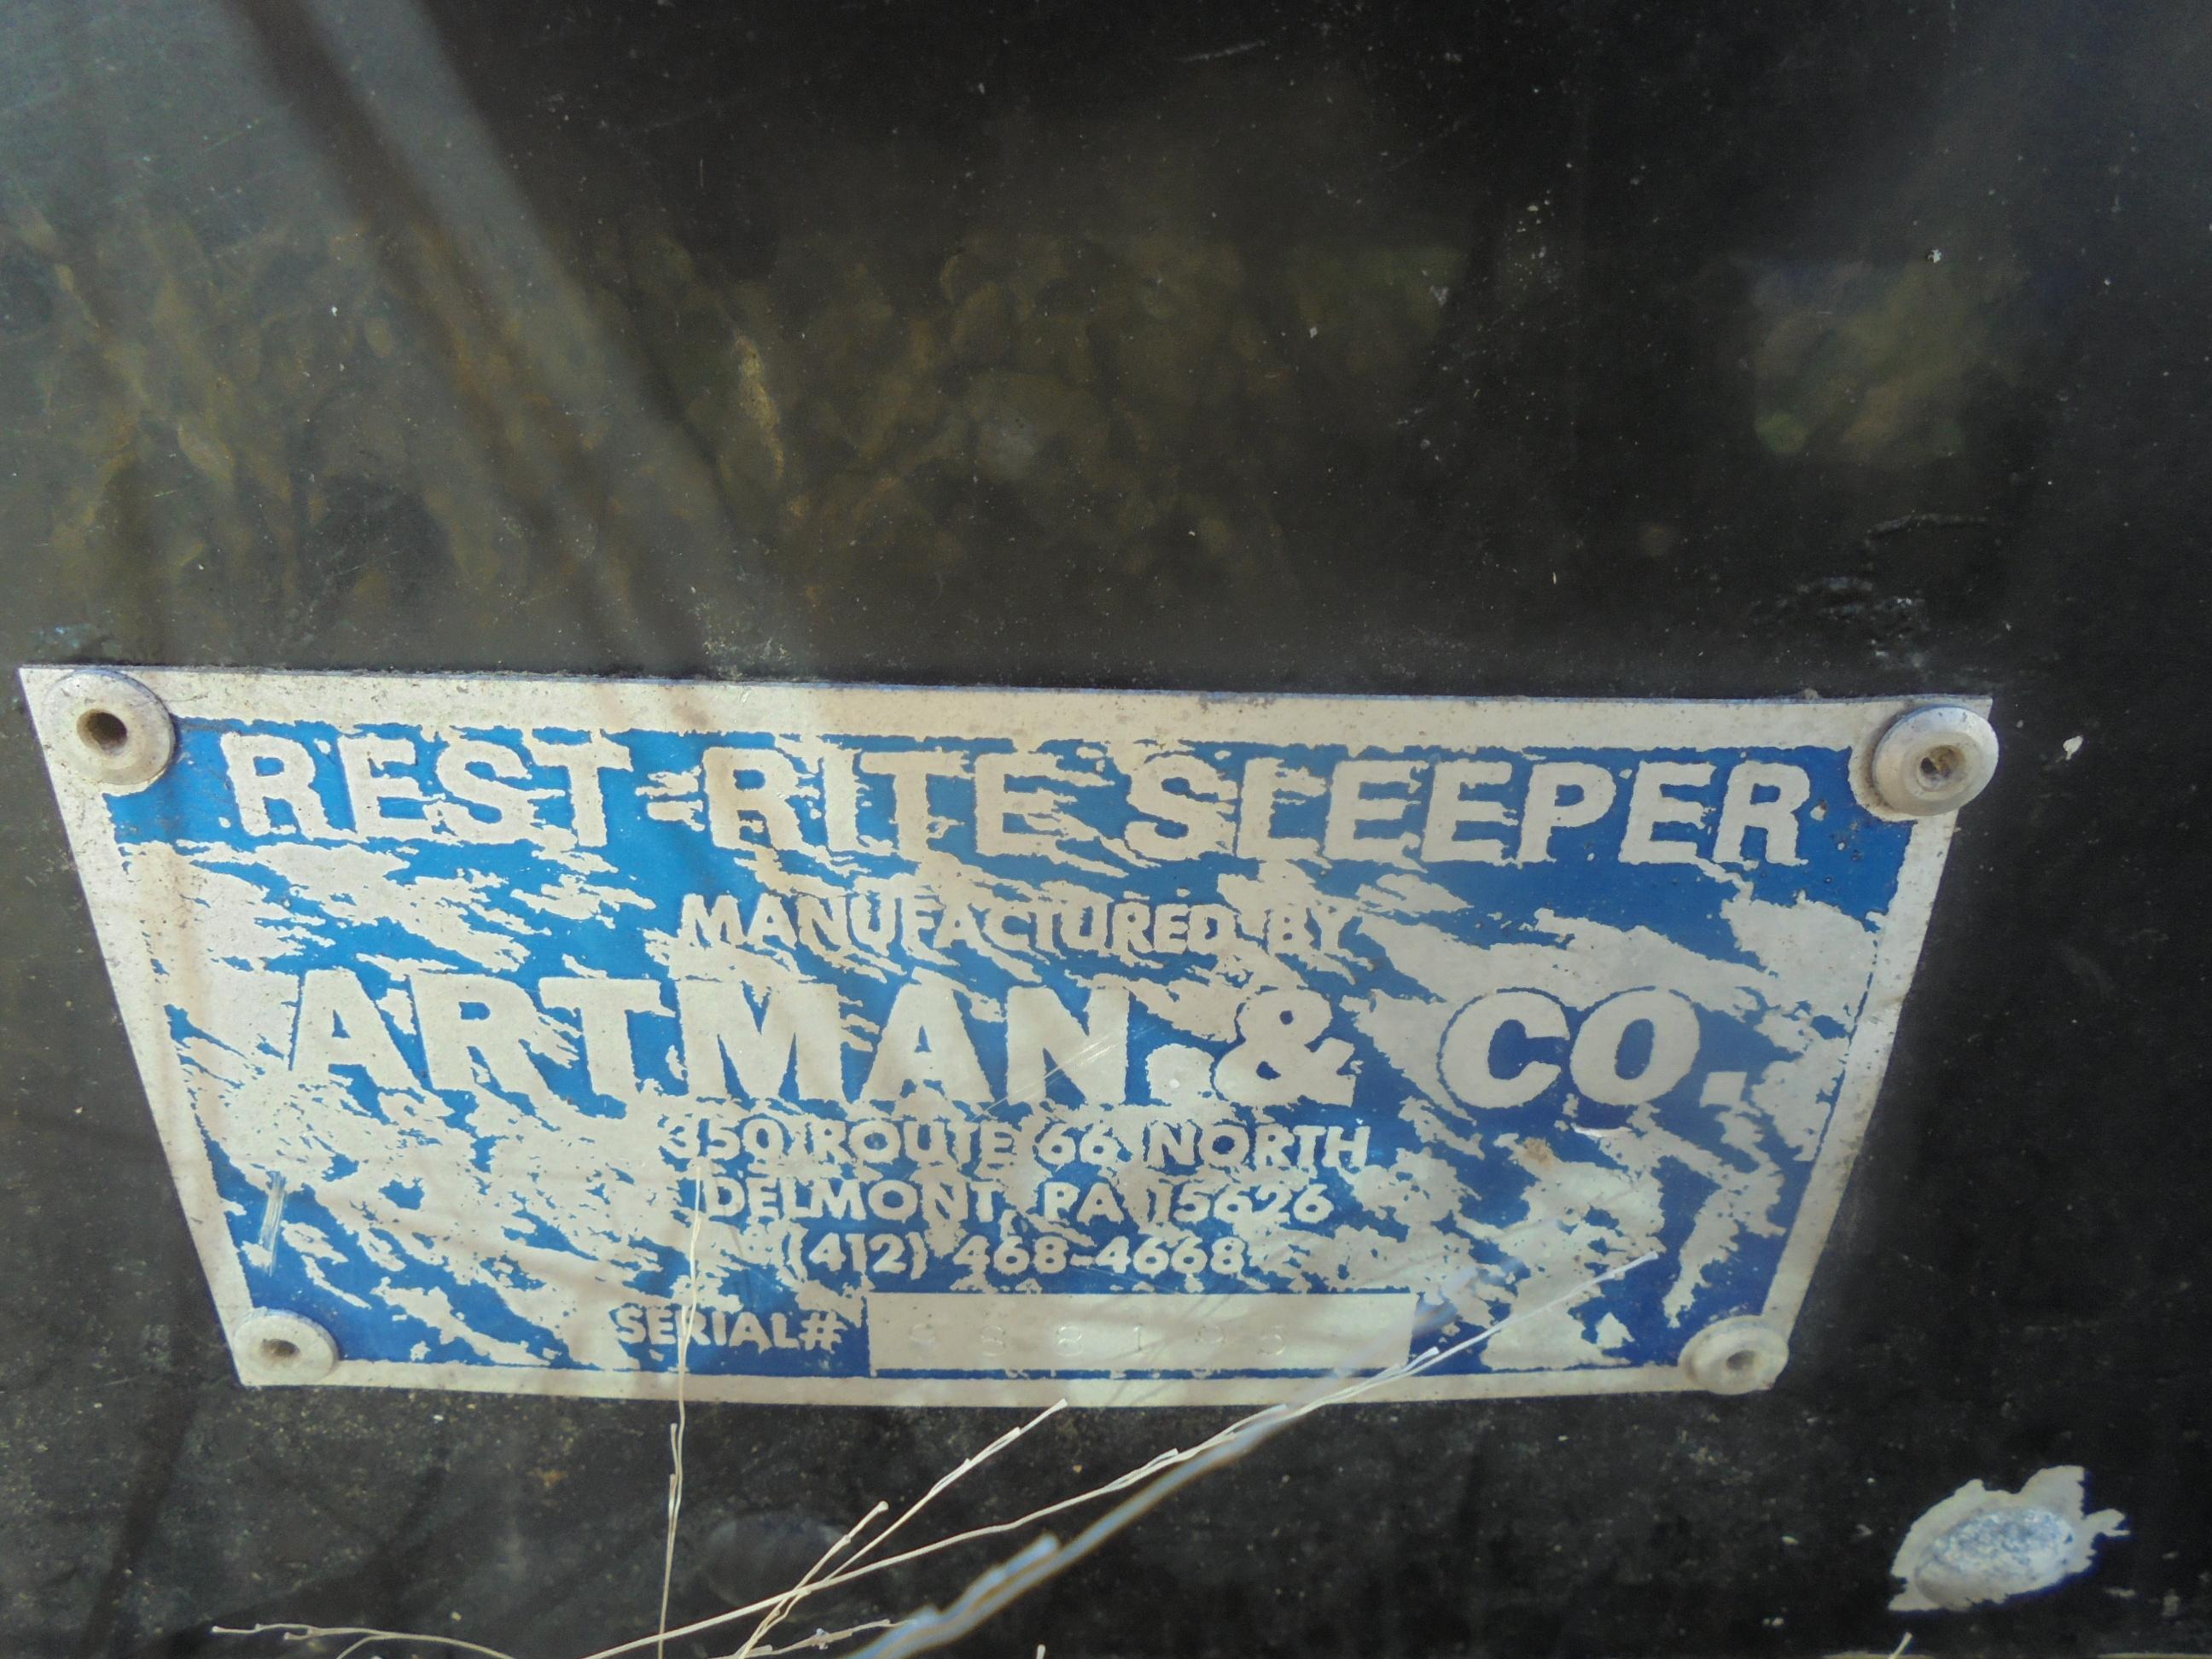 REST-RITE SLEEPER
MANUFACTURED BY
ARTMAN & CO.
350 ROUTE 66 NORTH
DELMONT, PA 15626
(412) 468-4668
SERIAL#